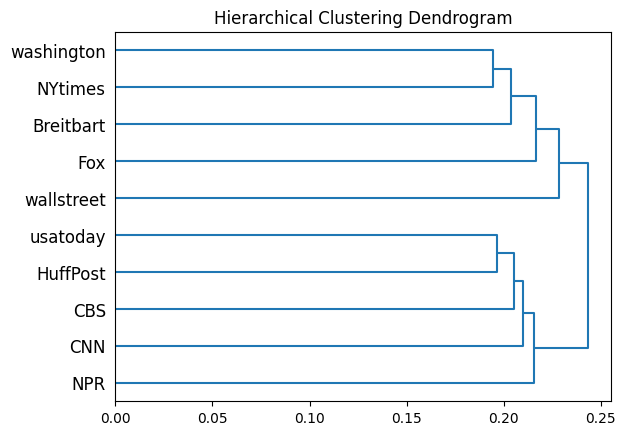 Hierarchical Clustering Dendrogram
washington
NYtimes
Breitbart
Fox
wallstreet
usatoday
HuffPost
CBS
CNN
NPR
0.00 0.05 0.10 0.15 0.20 0.25